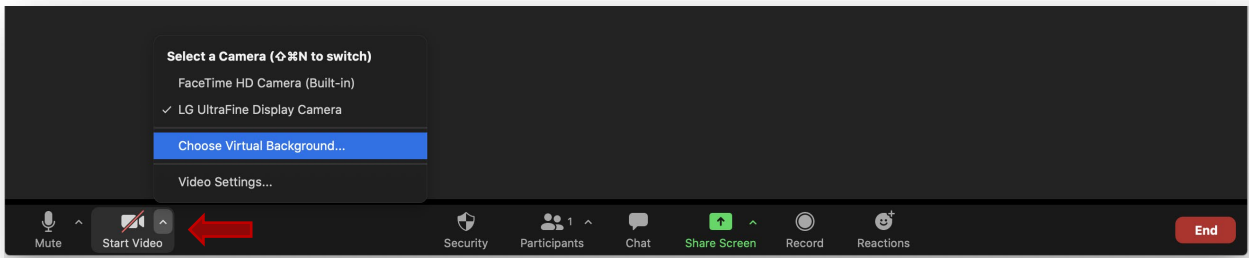 Select a Camera (⇧⌘N to switch)
FaceTime HD Camera (Built-in)
✓ LG UltraFine Display Camera
Choose Virtual Background...
Video Settings...
1
Mute
Start Video
Security
Participants
Chat
Share Screen
Record
Reactions
End